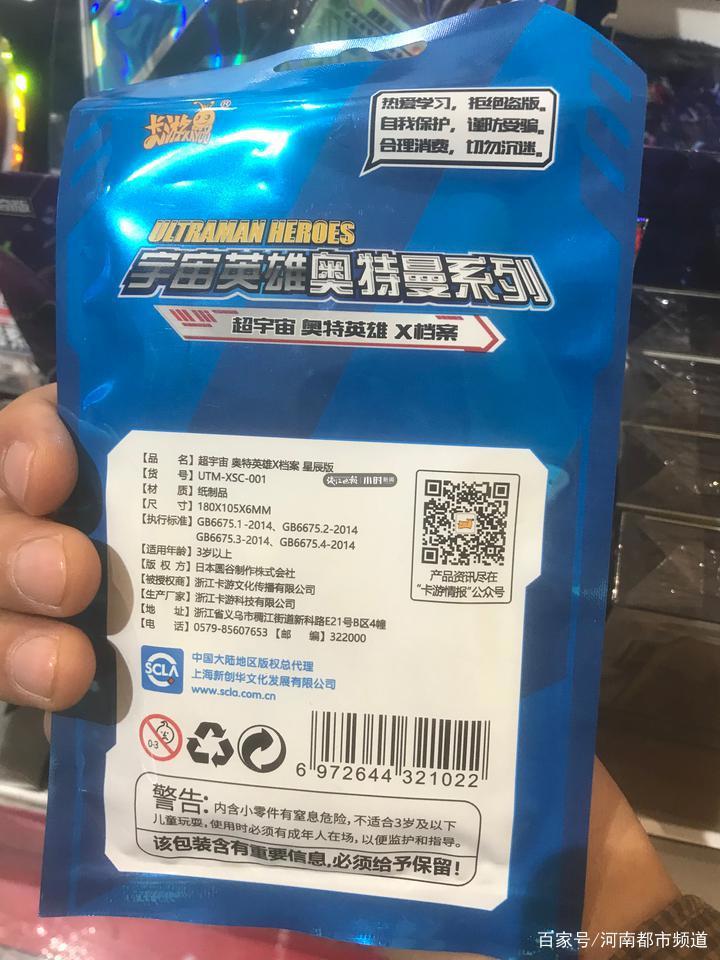 卡游
®
热爱学习，拒绝盗版。
自我保护，谨防受骗。
合理消费，切勿沉迷。
ULTRAMAN HEROES
宇宙英雄奥特曼系列
超宇宙 奥特英雄 X档案
【品　　名】超宇宙 奥特英雄X档案 星辰版
【货　　号】UTM-XSC-001
【材　　质】纸制品
【尺　　寸】180X105X6MM
【执行标准】GB6675.1-2014、GB6675.2-2014
GB6675.3-2014、GB6675.4-2014
【适用年龄】3岁以上
【版 权 方】日本圆谷制作株式会社
【被授权商】浙江卡游文化传播有限公司
【生产厂家】浙江卡游科技有限公司
【地　　址】浙江省义乌市稠江街道新科路E21号8区4幢
【电　　话】0579-85607653 【邮　　编】322000
钱江晚报 小时新闻
产品资讯尽在
“卡游情报”公众号
SCLA
中国大陆地区版权总代理
上海新创华文化发展有限公司
www.scla.com.cn
0-3
6 972644 321022
警告: 内含小零件有窒息危险, 不适合3岁及以下
儿童玩耍, 使用时必须有成年人在场, 以便监护和指导。
该包装含有重要信息,必须给予保留!
百家号/河南都市频道